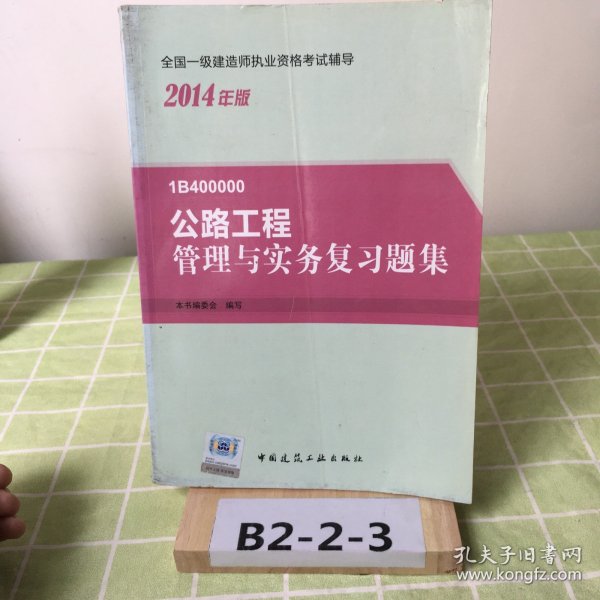 全国一级建造师执业资格考试辅导
2014年版
1B400000
公路工程
管理与实务复习题集
本书编委会 编写
中国建筑工业出版社
B2-2-3
孔夫子旧书网
www.kongfz.com